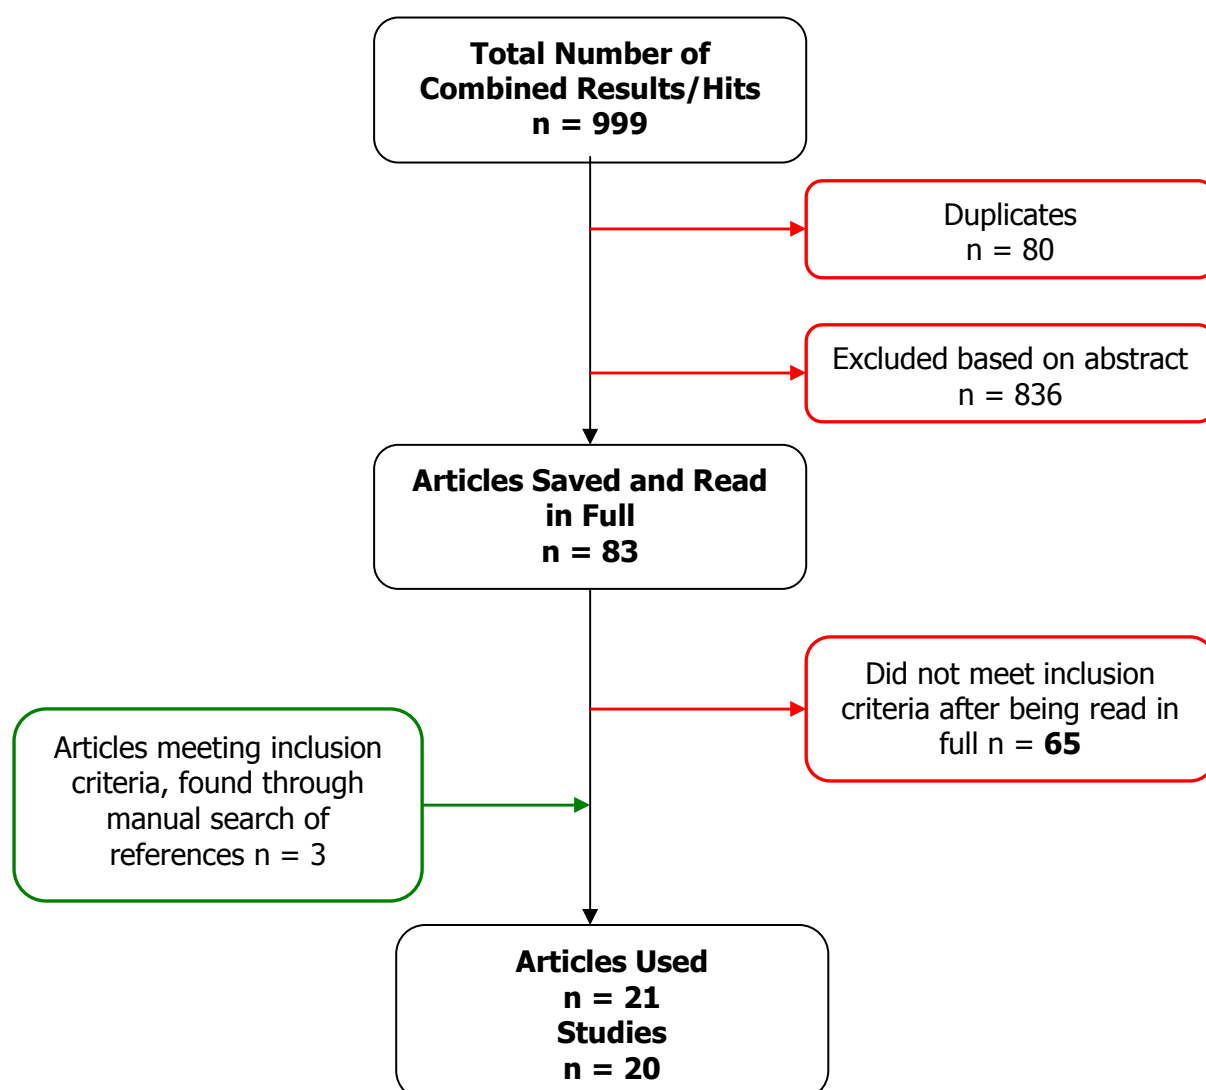 Total Number of
Combined Results/Hits
n = 999
Duplicates
n = 80
Excluded based on abstract
n = 836
Articles Saved and Read
in Full
n = 83
Did not meet inclusion
criteria after being read in
full n = 65
Articles meeting inclusion
criteria, found through
manual search of
references n = 3
Articles Used
n = 21
Studies
n = 20